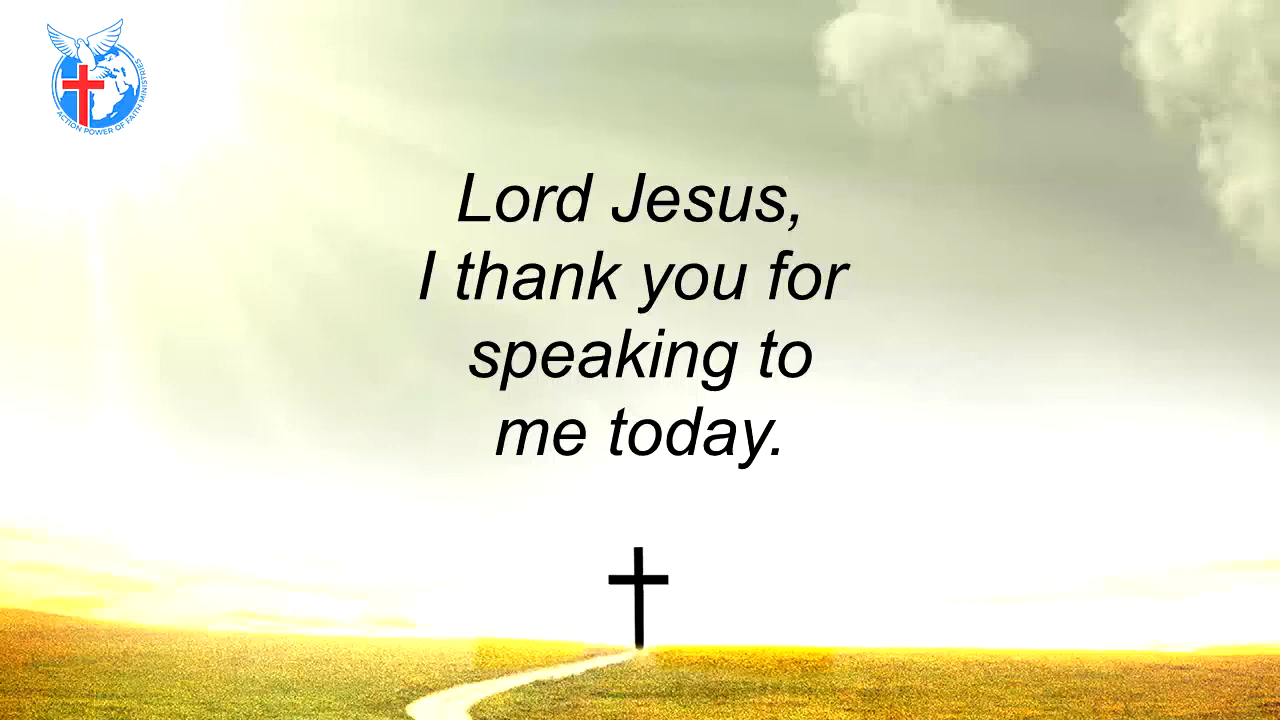 ACTION POWER OF FAITH MINISTRIES
Lord Jesus,
I thank you for
speaking to
me today.